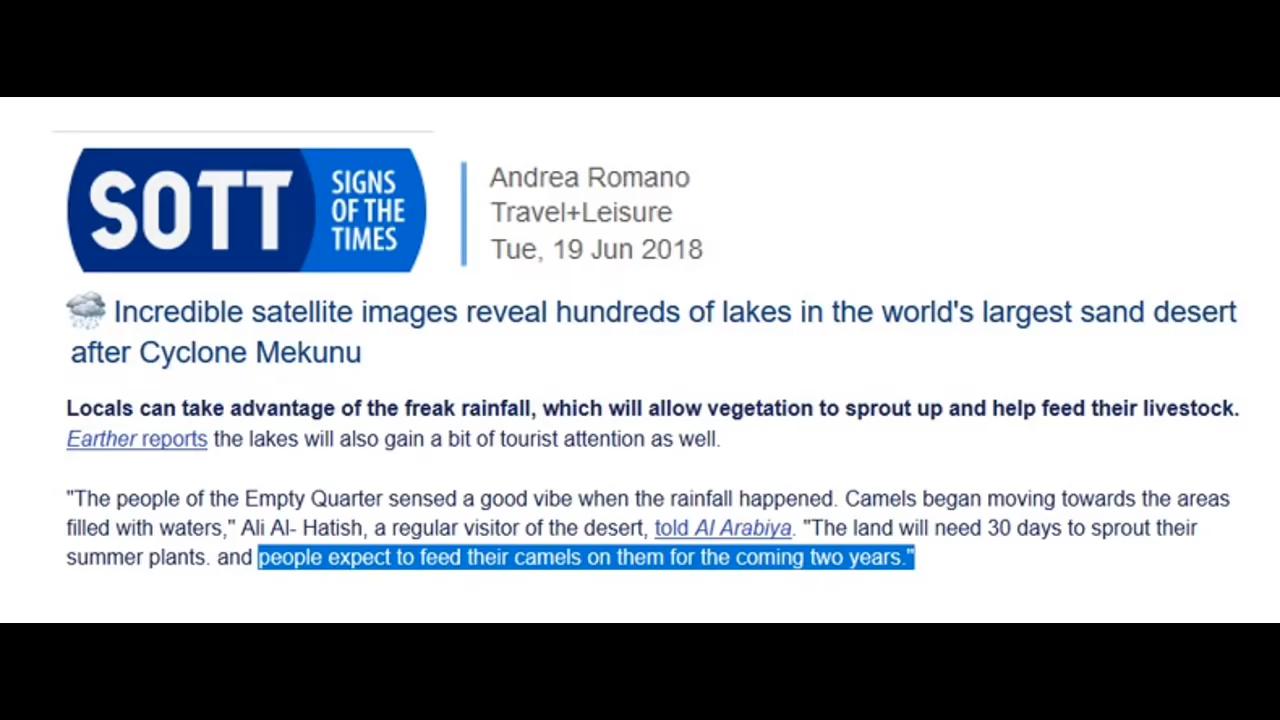 SOTT
SIGNS
OF THE
TIMES
Andrea Romano
Travel+Leisure
Tue, 19 Jun 2018
Incredible satellite images reveal hundreds of lakes in the world's largest sand desert
after Cyclone Mekunu
Locals can take advantage of the freak rainfall, which will allow vegetation to sprout up and help feed their livestock.
Earther reports the lakes will also gain a bit of tourist attention as well.
"The people of the Empty Quarter sensed a good vibe when the rainfall happened. Camels began moving towards the areas
filled with waters," Ali Al- Hatish, a regular visitor of the desert, told Al Arabiya. "The land will need 30 days to sprout their
summer plants. and people expect to feed their camels on them for the coming two years."